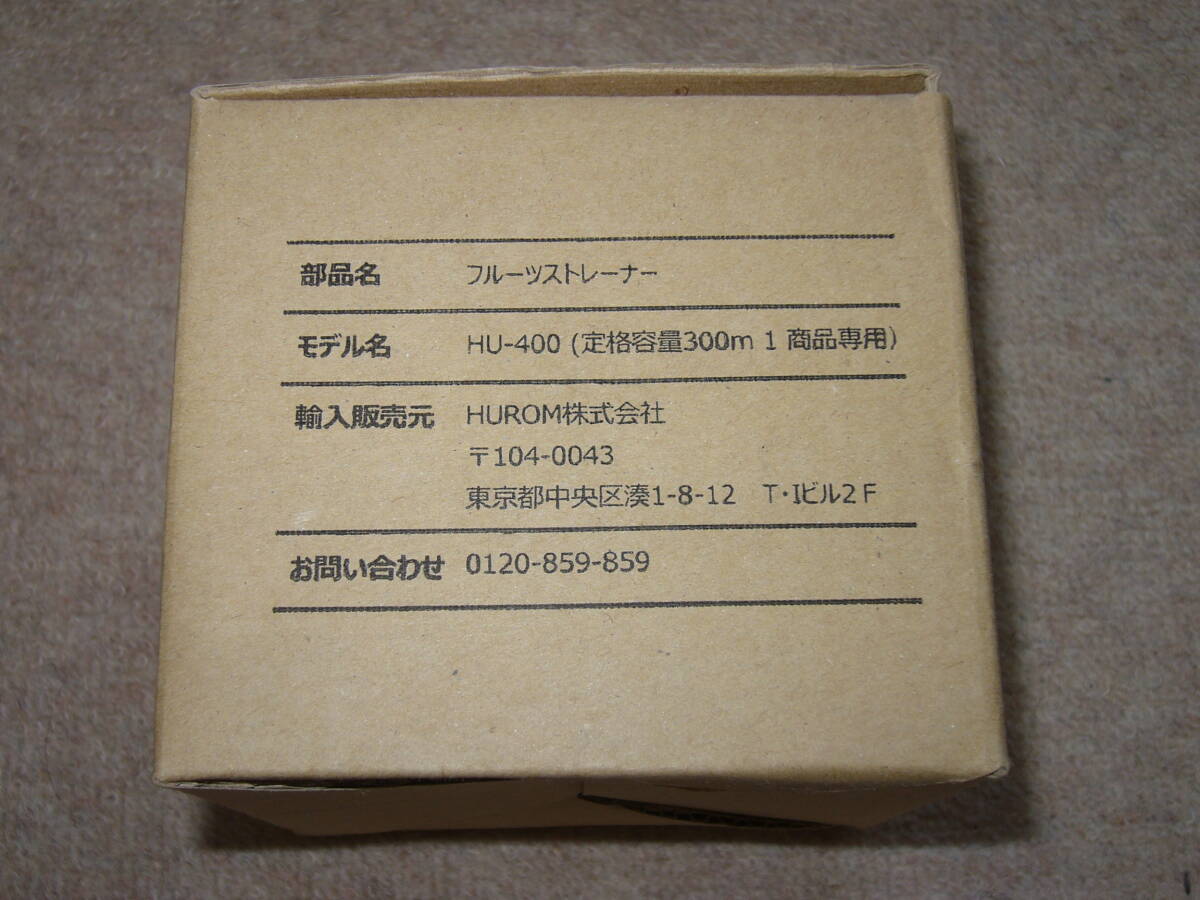 部品名 フルーツストレーナー
モデル名 HU-400 (定格容量300m 1 商品専用)
輸入販売元 HUROM株式会社
〒104-0043
東京都中央区湊1-8-12 T・Iビル2F
お問い合わせ 0120-859-859